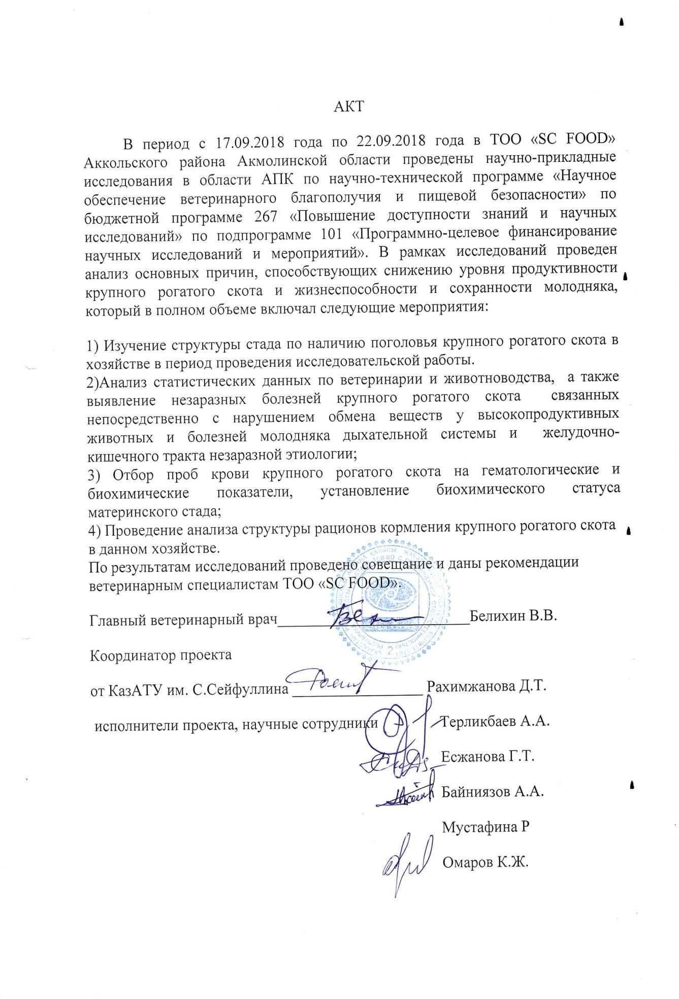 АКТ
В период с 17.09.2018 года по 22.09.2018 года в ТОО «SC FOOD»
Аккольского района Акмолинской области проведены научно-прикладные
исследования в области АПК по научно-технической программе «Научное
обеспечение ветеринарного благополучия и пищевой безопасности» по
бюджетной программе 267 «Повышение доступности знаний и научных
исследований» по подпрограмме 101 «Программно-целевое финансирование
научных исследований и мероприятий». В рамках исследований проведен
анализ основных причин, способствующих снижению уровня продуктивности
крупного рогатого скота и жизнеспособности и сохранности молодняка,
который в полном объеме включал следующие мероприятия:
1) Изучение структуры стада по наличию поголовья крупного рогатого скота в
хозяйстве в период проведения исследовательской работы.
2)Анализ статистических данных по ветеринарии и животноводства, а также
выявление незаразных болезней крупного рогатого скота связанных
непосредственно с нарушением обмена веществ у высокопродуктивных
животных и болезней молодняка дыхательной системы и желудочно-
кишечного тракта незаразной этиологии;
3) Отбор проб крови крупного рогатого скота на гематологические и
биохимические показатели, установление биохимического статуса
материнского стада;
4) Проведение анализа структуры рационов кормления крупного рогатого скота
в данном хозяйстве.
По результатам исследований проведено совещание и даны рекомендации
ветеринарным специалистам ТОО «SC FOOD».
Главный ветеринарный врач Белихин В.В.
Координатор проекта
от КазАТУ им. С.Сейфуллина Рахимжанова Д.Т.
исполнители проекта, научные сотрудники Терликбаев А.А.
Есжанова Г.Т.
Байниязов А.А.
Мустафина Р
Омаров К.Ж.